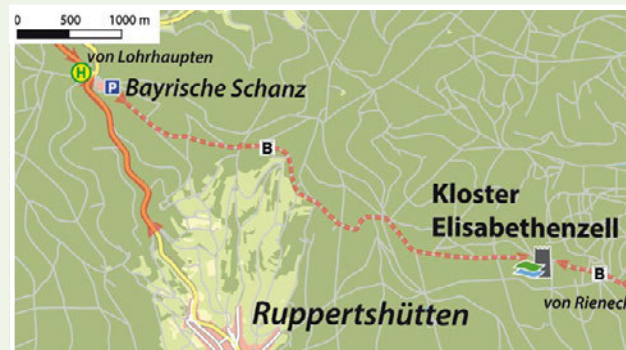 0 500 1000 m
von Lohrhaupten
H
P
Bayrische Schanz
B
Kloster
Elisabethenzell
B
von Rieneck
Ruppertshütten